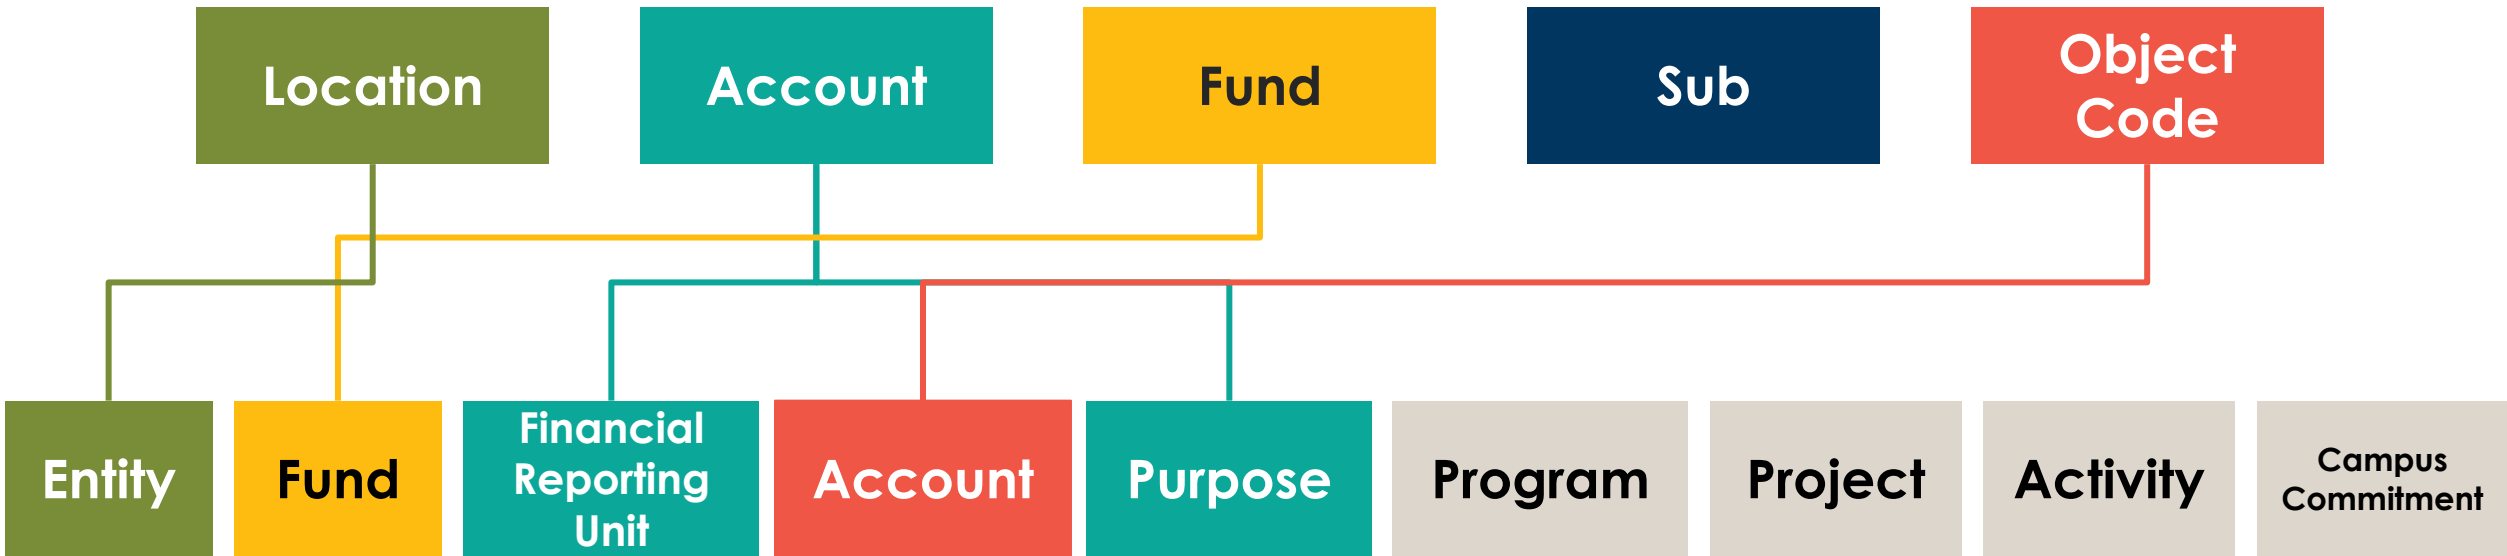 Location
Account
Fund
Sub
Object
Code
Entity
Fund
Financial
Reporting
Unit
Account
Purpose
Program
Project
Activity
Campus
Commitment